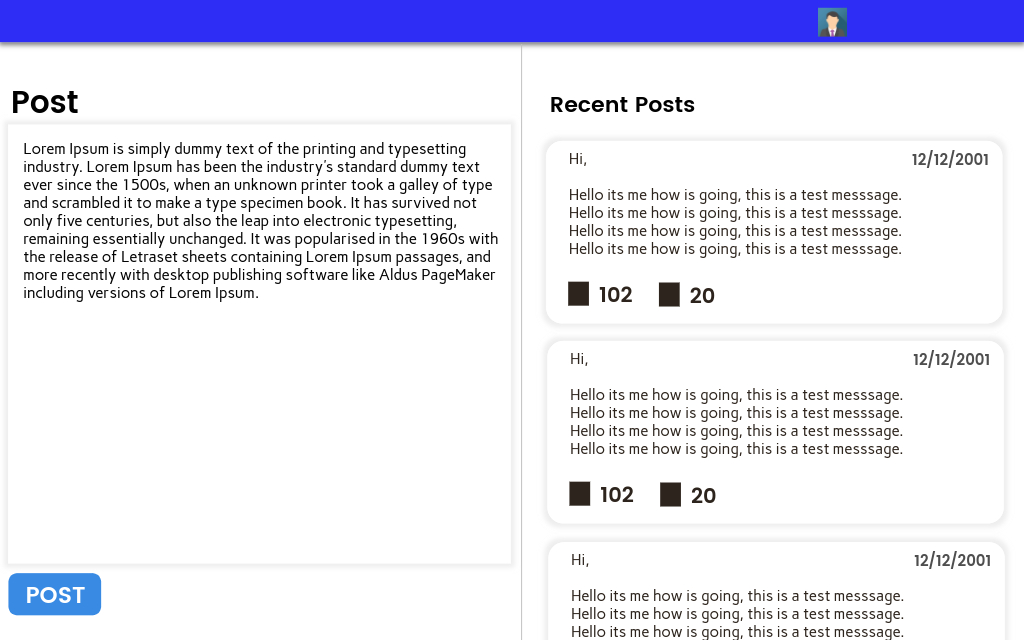 Post
Lorem Ipsum is simply dummy text of the printing and typesetting
industry. Lorem Ipsum has been the industry's standard dummy text
ever since the 1500s, when an unknown printer took a galley of type
and scrambled it to make a type specimen book. It has survived not
only five centuries, but also the leap into electronic typesetting,
remaining essentially unchanged. It was popularised in the 1960s with
the release of Letraset sheets containing Lorem Ipsum passages, and
more recently with desktop publishing software like Aldus PageMaker
including versions of Lorem Ipsum.
POST
Recent Posts
Hi, 12/12/2001
Hello its me how is going, this is a test messsage.
Hello its me how is going, this is a test messsage.
Hello its me how is going, this is a test messsage.
Hello its me how is going, this is a test messsage.
102 20
Hi, 12/12/2001
Hello its me how is going, this is a test messsage.
Hello its me how is going, this is a test messsage.
Hello its me how is going, this is a test messsage.
Hello its me how is going, this is a test messsage.
102 20
Hi, 12/12/2001
Hello its me how is going, this is a test messsage.
Hello its me how is going, this is a test messsage.
Hello its me how is going, this is a test messsage.